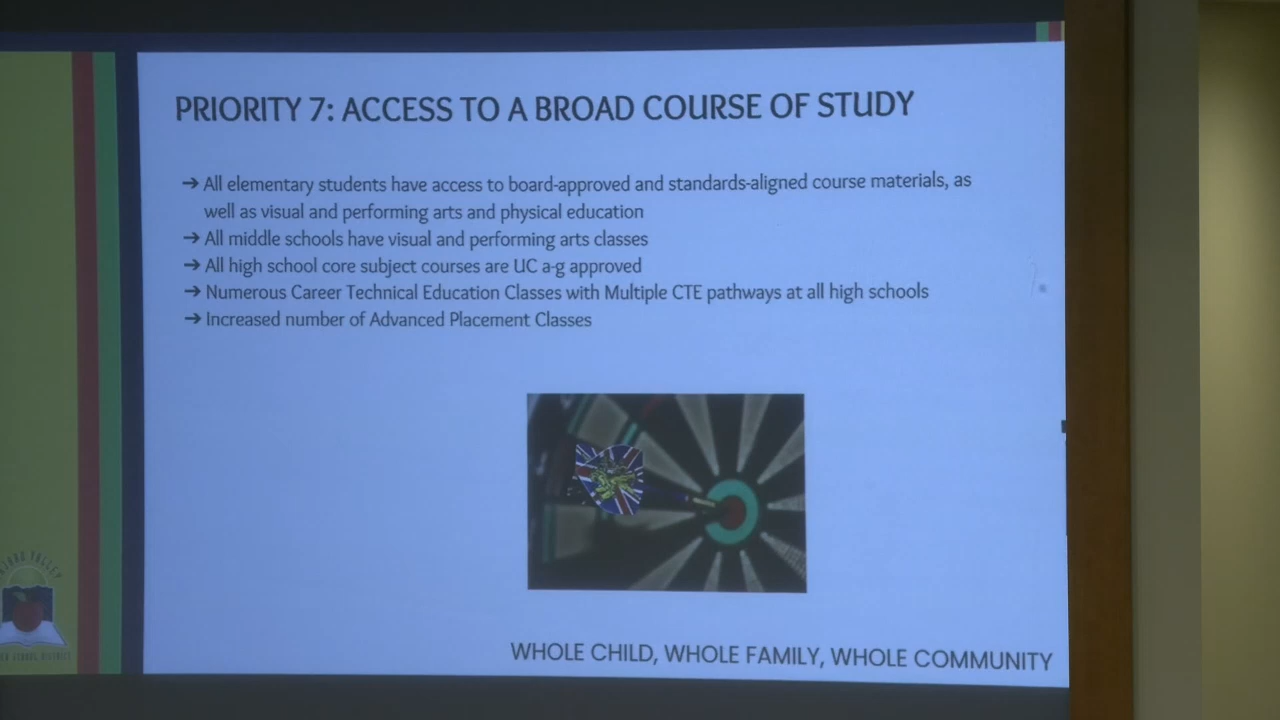 PRIORITY 7: ACCESS TO A BROAD COURSE OF STUDY
➔ All elementary students have access to board-approved and standards-aligned course materials, as
well as visual and performing arts and physical education
➔ All middle schools have visual and performing arts classes
➔ All high school core subject courses are UC a-g approved
➔ Numerous Career Technical Education Classes with Multiple CTE pathways at all high schools
➔ Increased number of Advanced Placement Classes
VALLEY
SCHOOL DISTRICT
WHOLE CHILD, WHOLE FAMILY, WHOLE COMMUNITY